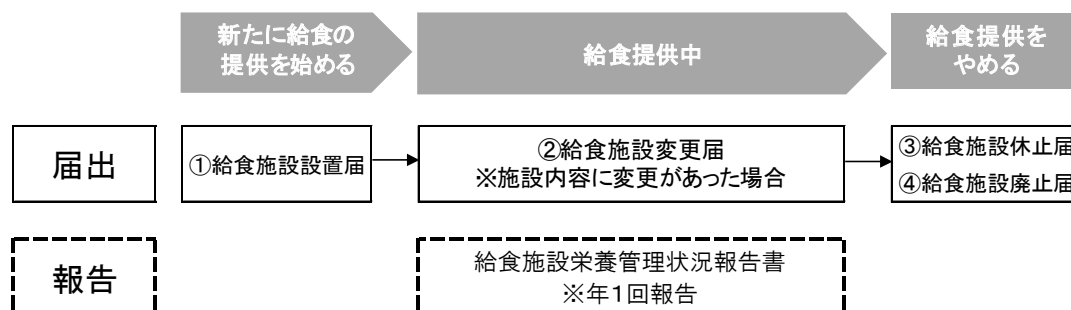 新たに給食の
提供を始める
給食提供中
給食提供を
やめる
届出
①給食施設設置届
②給食施設変更届
※施設内容に変更があった場合
③給食施設休止届
④給食施設廃止届
報告
給食施設栄養管理状況報告書
※年1回報告